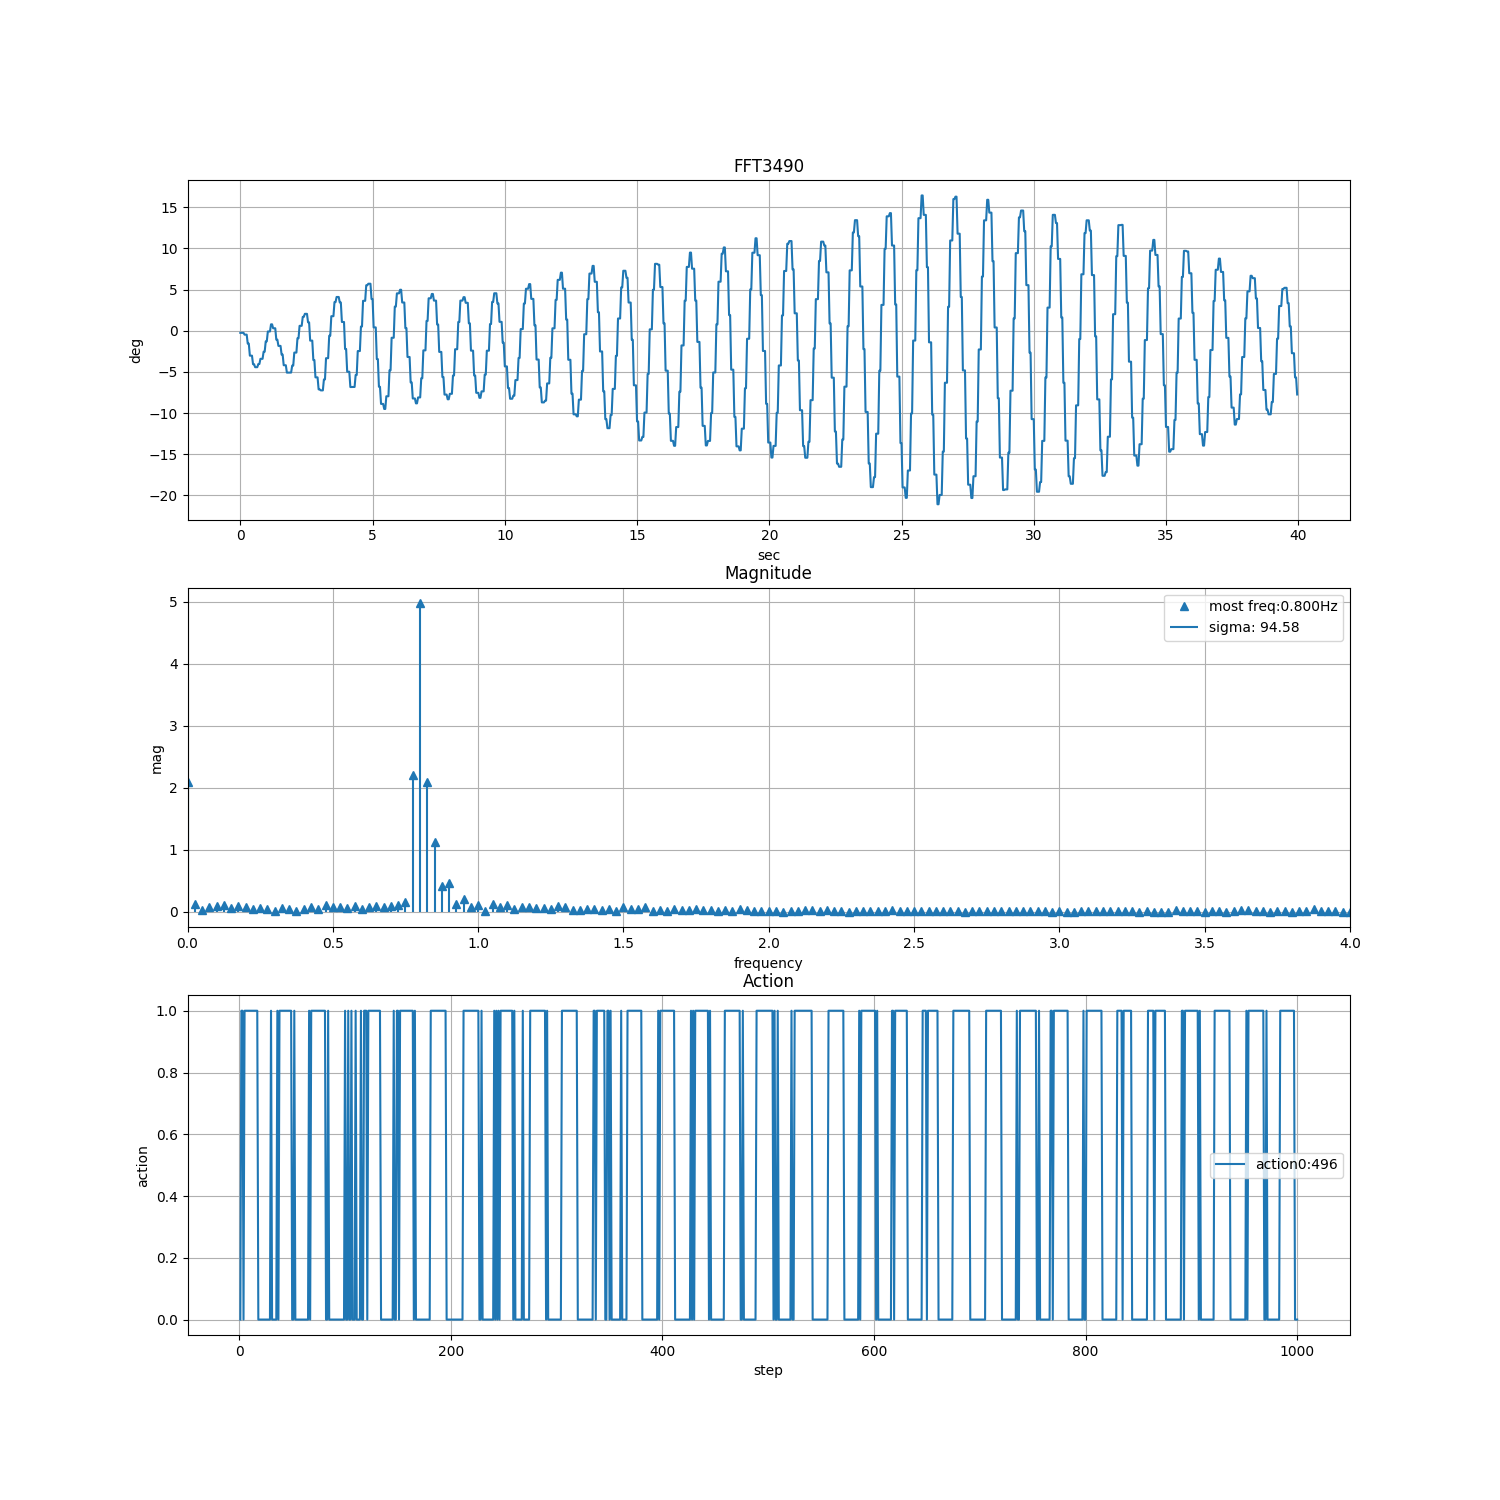 FFT3490
15
10
5
0
−5
−10
−15
−20
deg
0 5 10 15 20 25 30 35 40
sec
Magnitude
5
4
3
2
1
0
mag
most freq:0.800Hz
sigma: 94.58
0.0 0.5 1.0 1.5 2.0 2.5 3.0 3.5 4.0
frequency
Action
1.0
0.8
0.6
0.4
0.2
0.0
action
action0:496
0 200 400 600 800 1000
step